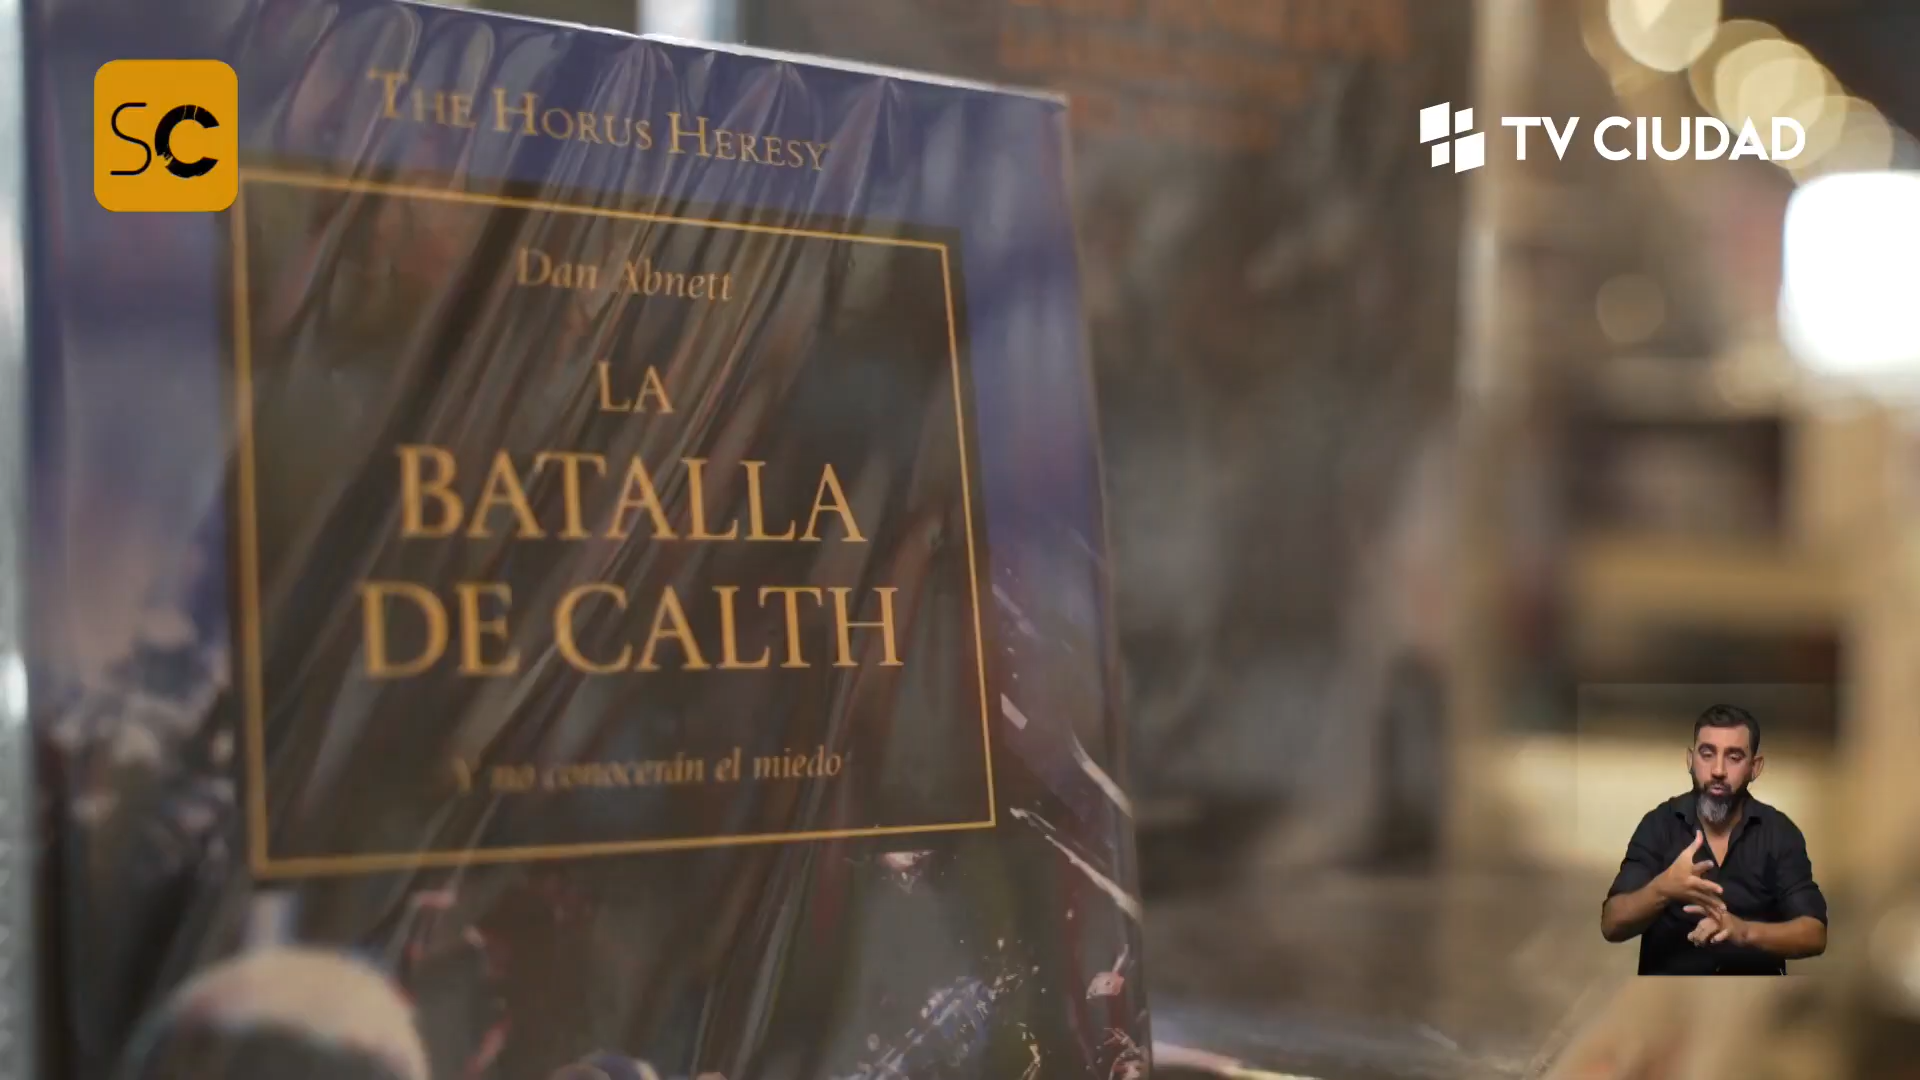 SC
THE HORUS HERESY
TV CIUDAD
Dan Abnett
LA
BATALLA
DE CALTH
Y no conocerán el miedo